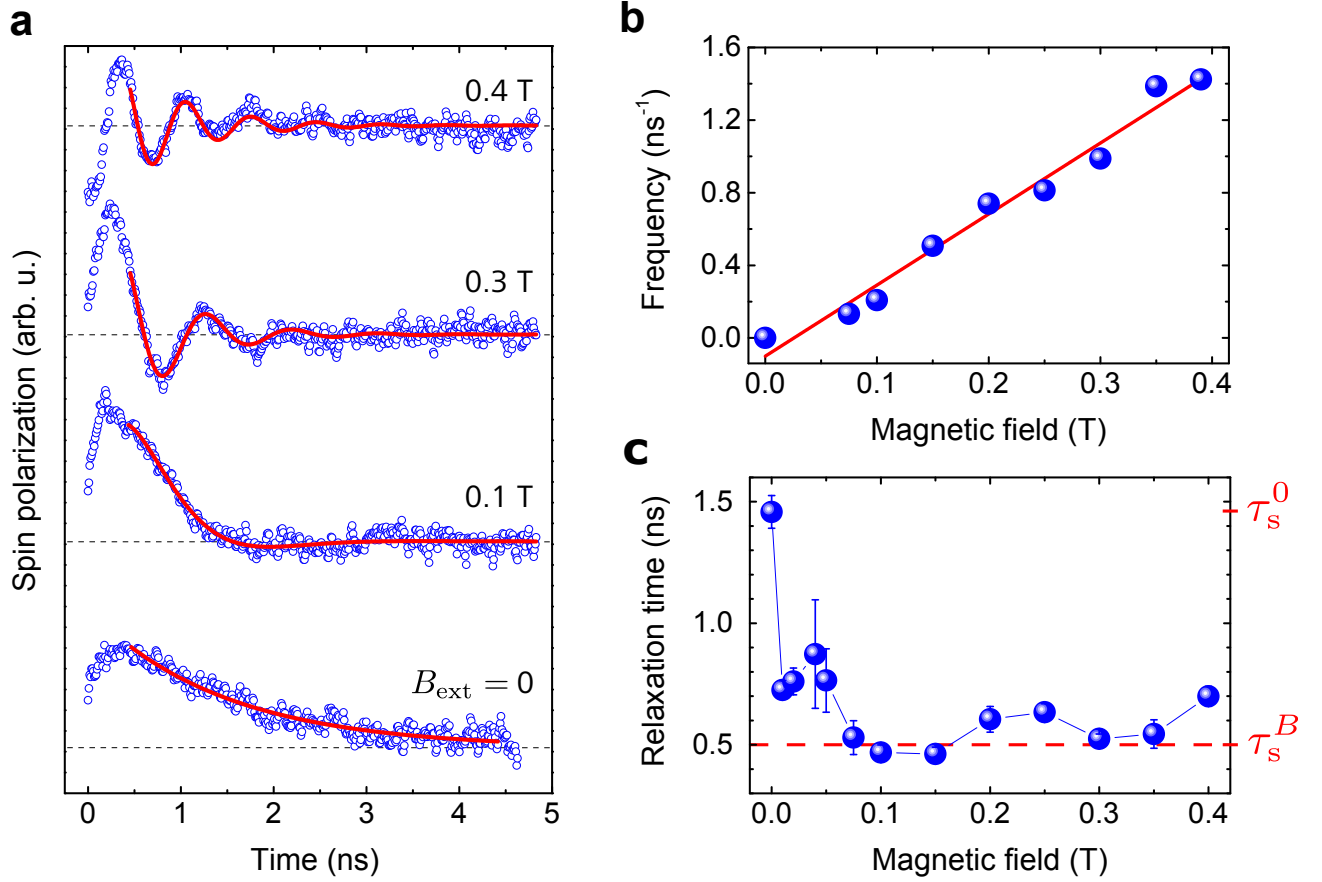 a
0.4 T
0.3 T
0.1 T
B_ext = 0
Spin polarization (arb. u.)
0 1 2 3 4 5
Time (ns)
b
1.6
1.2
0.8
0.4
0.0
Frequency (ns⁻¹)
0.0 0.1 0.2 0.3 0.4
Magnetic field (T)
c
1.5
1.0
0.5
Relaxation time (ns)
τ_s^0
τ_s^B
0.0 0.1 0.2 0.3 0.4
Magnetic field (T)